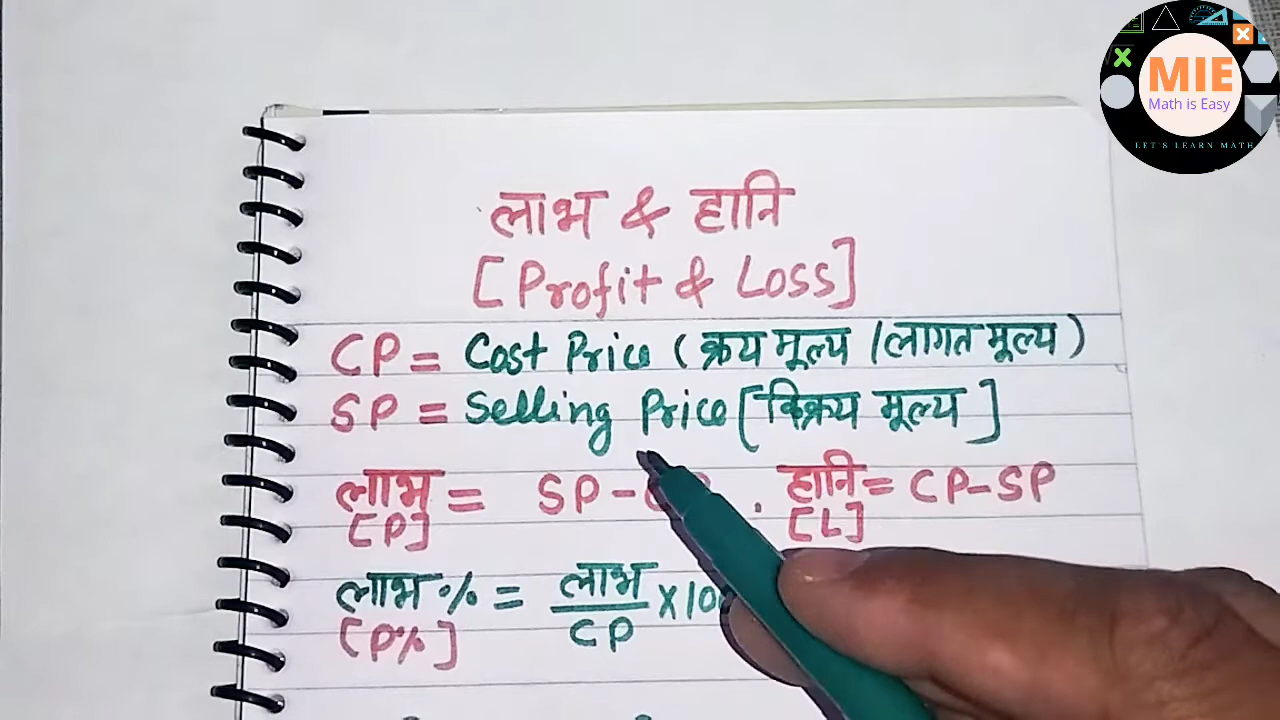 MIE
Math is Easy
LET'S LEARN MATH
लाभ & हानि
[Profit & Loss]
CP = Cost Price (क्रय मूल्य / लागत मूल्य)
SP = Selling Price [विक्रय मूल्य]
लाभ = SP - . हानि = CP-SP
[P] [L]
लाभ % = लाभ/CP X 10
[P%]